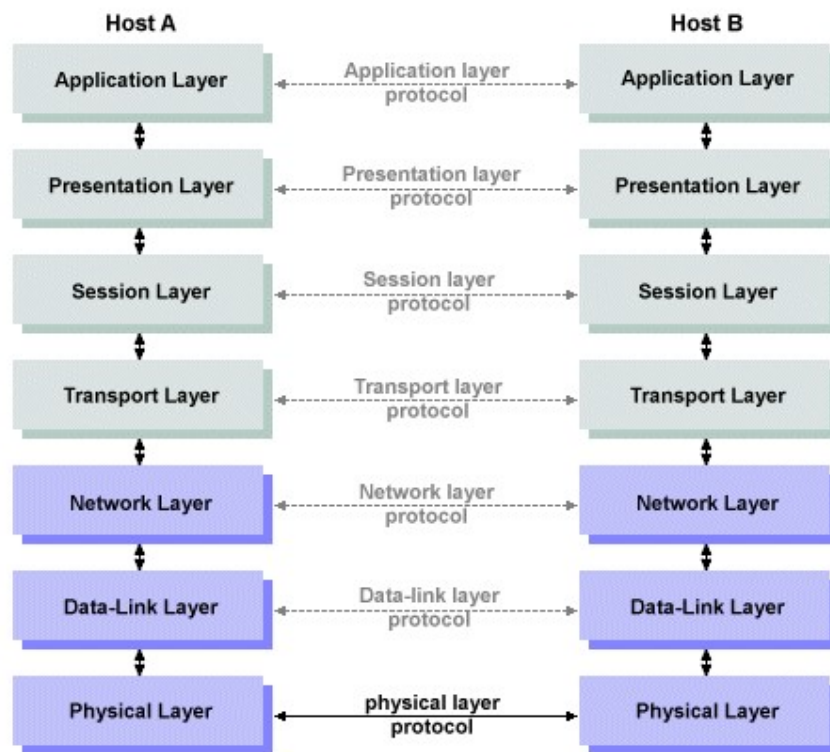 Host A
Host B
Application Layer
Application layer
protocol
Application Layer
Presentation Layer
Presentation layer
protocol
Presentation Layer
Session Layer
Session layer
protocol
Session Layer
Transport Layer
Transport layer
protocol
Transport Layer
Network Layer
Network layer
protocol
Network Layer
Data-Link Layer
Data-link layer
protocol
Data-Link Layer
Physical Layer
physical layer
protocol
Physical Layer